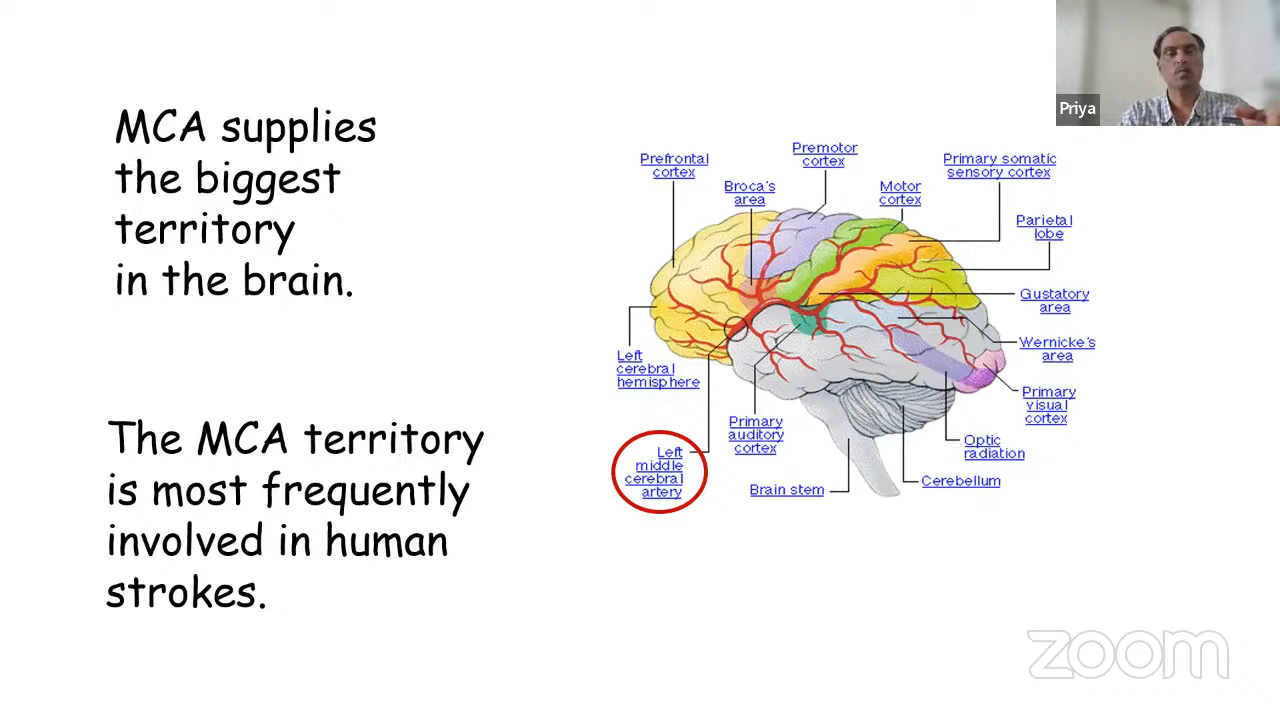 MCA supplies
the biggest
territory
in the brain.
The MCA territory
is most frequently
involved in human
strokes.
Prefrontal
cortex
Broca's
area
Premotor
cortex
Motor
cortex
Primary somatic
sensory cortex
Parietal
lobe
Gustatory
area
Wernicke's
area
Primary
visual
cortex
Optic
radiation
Cerebellum
Brain stem
Primary
auditory
cortex
Left
middle
cerebral
artery
Left
cerebral
hemisphere
Priya
zoom